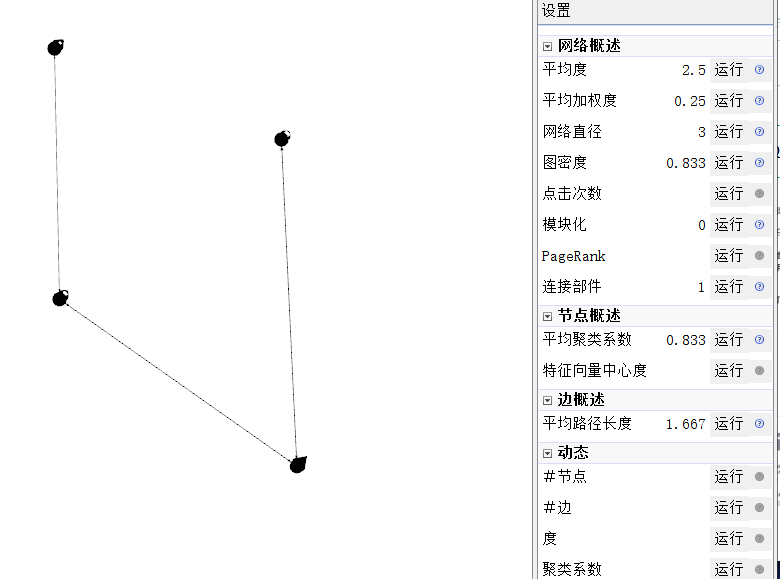 设置
网络概述
平均度 2.5 运行
平均加权度 0.25 运行
网络直径 3 运行
图密度 0.833 运行
点击次数 运行
模块化 0 运行
PageRank 运行
连接部件 1 运行
节点概述
平均聚类系数 0.833 运行
特征向量中心度 运行
边概述
平均路径长度 1.667 运行
动态
#节点 运行
#边 运行
度 运行
聚类系数 运行